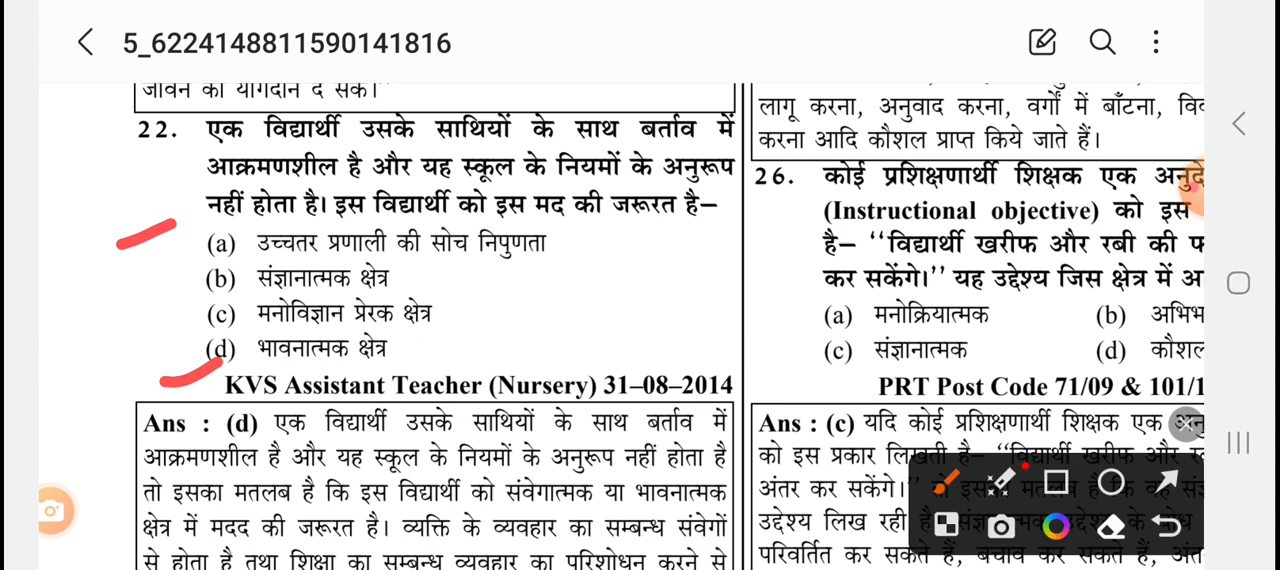 5_6224148811590141816
जीवन को योगदान दे सके।
22. एक विद्यार्थी उसके साथियों के साथ बर्ताव में
आक्रमणशील है और यह स्कूल के नियमों के अनुरूप
नहीं होता है। इस विद्यार्थी को इस मद की जरूरत है–
(a) उच्चतर प्रणाली की सोच निपुणता
(b) संज्ञानात्मक क्षेत्र
(c) मनोविज्ञान प्रेरक क्षेत्र
(d) भावनात्मक क्षेत्र
KVS Assistant Teacher (Nursery) 31–08–2014
Ans : (d) एक विद्यार्थी उसके साथियों के साथ बर्ताव में
आक्रमणशील है और यह स्कूल के नियमों के अनुरूप नहीं होता है
तो इसका मतलब है कि इस विद्यार्थी को संवेगात्मक या भावनात्मक
क्षेत्र में मदद की जरूरत है। व्यक्ति के व्यवहार का सम्बन्ध संवेगों
से होता है तथा शिक्षा का सम्बन्ध व्यवहार का परिशोधन करने से
लागू करना, अनुवाद करना, वर्गों में बाँटना,
करना आदि कौशल प्राप्त किये जाते हैं।
26. कोई प्रशिक्षणार्थी शिक्षक एक
(Instructional objective) को इस
है– ‘‘विद्यार्थी खरीफ और रबी की
कर सकेंगे।’’ यह उद्देश्य जिस क्षेत्र में
(a) मनोक्रियात्मक (b)
(c) संज्ञानात्मक (d)
PRT Post Code 71/09 & 101/1
Ans : (c) यदि कोई प्रशिक्षणार्थी शिक्षक एक
को इस प्रकार लिखती है– ‘‘विद्यार्थी खरीफ और
अंतर कर सकेंगे।’’
उद्देश्य लिख रही
परिवर्तित कर सकते हैं, बचाव कर सकते हैं,